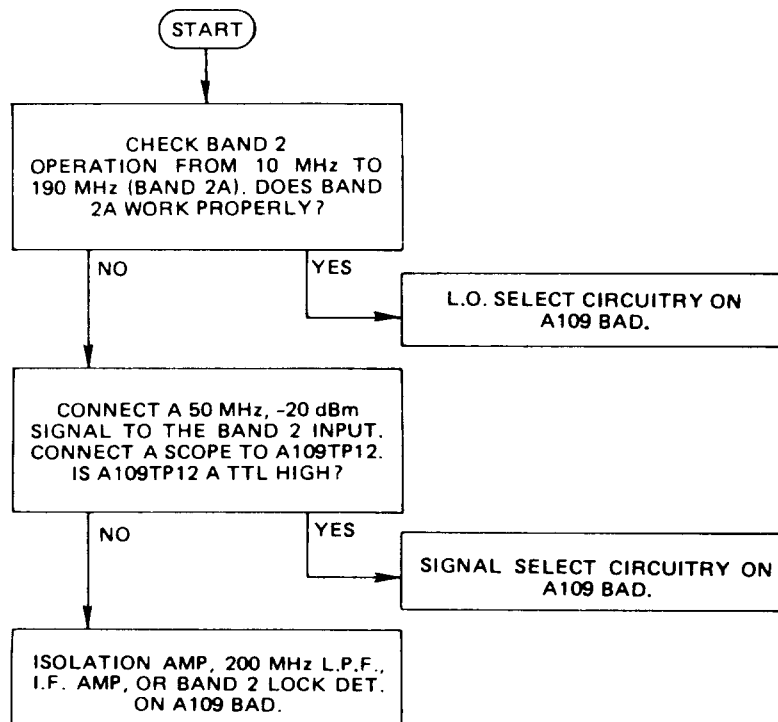 START
CHECK BAND 2
OPERATION FROM 10 MHz TO
190 MHz (BAND 2A). DOES BAND
2A WORK PROPERLY?
NO
YES
L.O. SELECT CIRCUITRY ON
A109 BAD.
CONNECT A 50 MHz, -20 dBm
SIGNAL TO THE BAND 2 INPUT.
CONNECT A SCOPE TO A109TP12.
IS A109TP12 A TTL HIGH?
NO
YES
SIGNAL SELECT CIRCUITRY ON
A109 BAD.
ISOLATION AMP, 200 MHz L.P.F.,
I.F. AMP, OR BAND 2 LOCK DET.
ON A109 BAD.